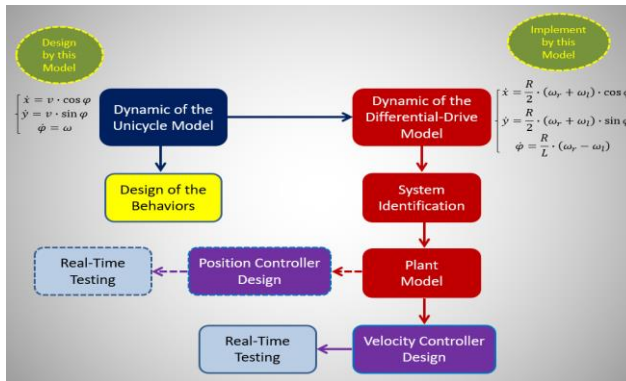 Design
by this
Model
Implement
by this
Model
ẋ = v · cos φ
ẏ = v · sin φ
φ̇ = ω
Dynamic of the
Unicycle Model
Dynamic of the
Differential-Drive
Model
ẋ = R/2 · (ωr + ωl) · cos φ
ẏ = R/2 · (ωr + ωl) · sin φ
φ̇ = R/L · (ωr − ωl)
Design of the
Behaviors
System
Identification
Real-Time
Testing
Position Controller
Design
Plant
Model
Real-Time
Testing
Velocity Controller
Design